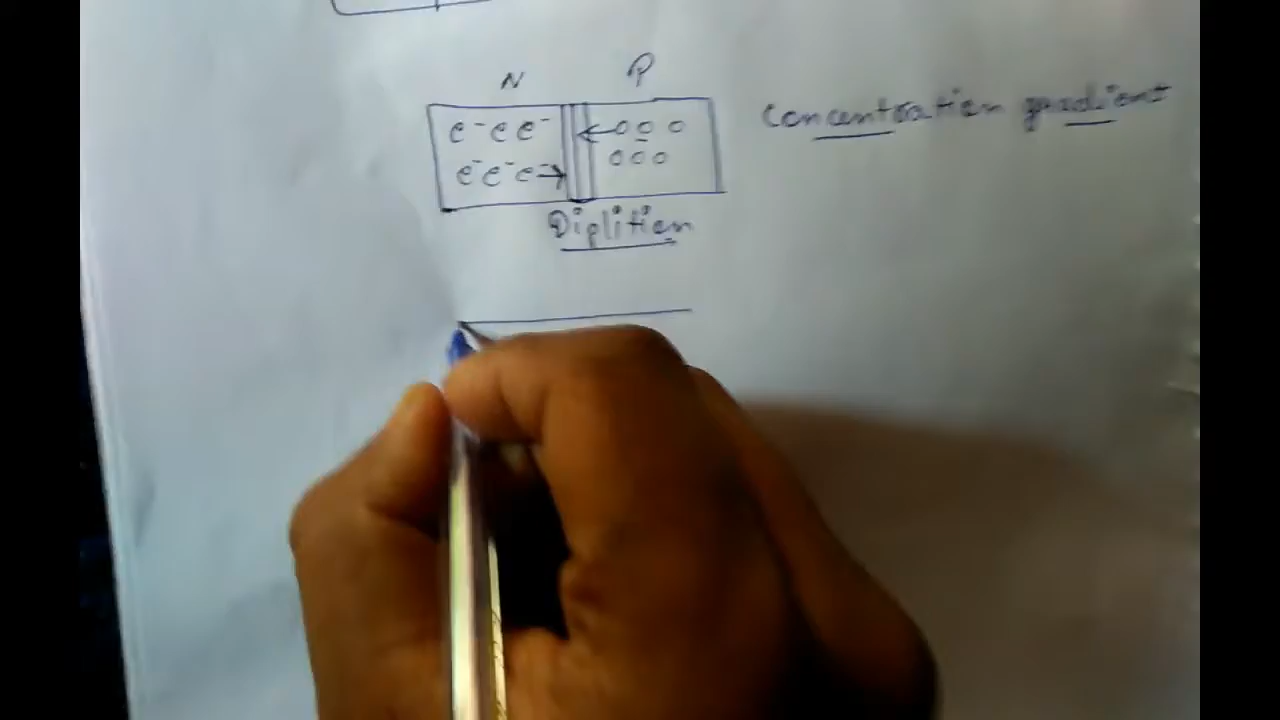 N P
Concentration gradient
e⁻ e e⁻ o o o
e⁻ e⁻ e⁻ o o o
Diplition